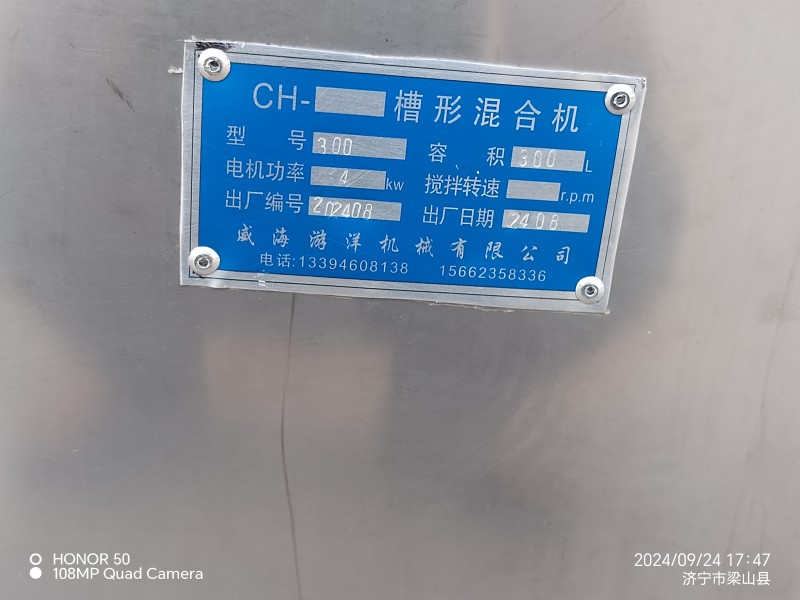 CH- 槽形混合机
型 号 300 容 积 300 L
电机功率 4 kw 搅拌转速 r.p.m
出厂编号 202408 出厂日期 2408
威海游洋机械有限公司
电话:13394608138 15662358336
HONOR 50
108MP Quad Camera
2024/09/24 17:47
济宁市梁山县